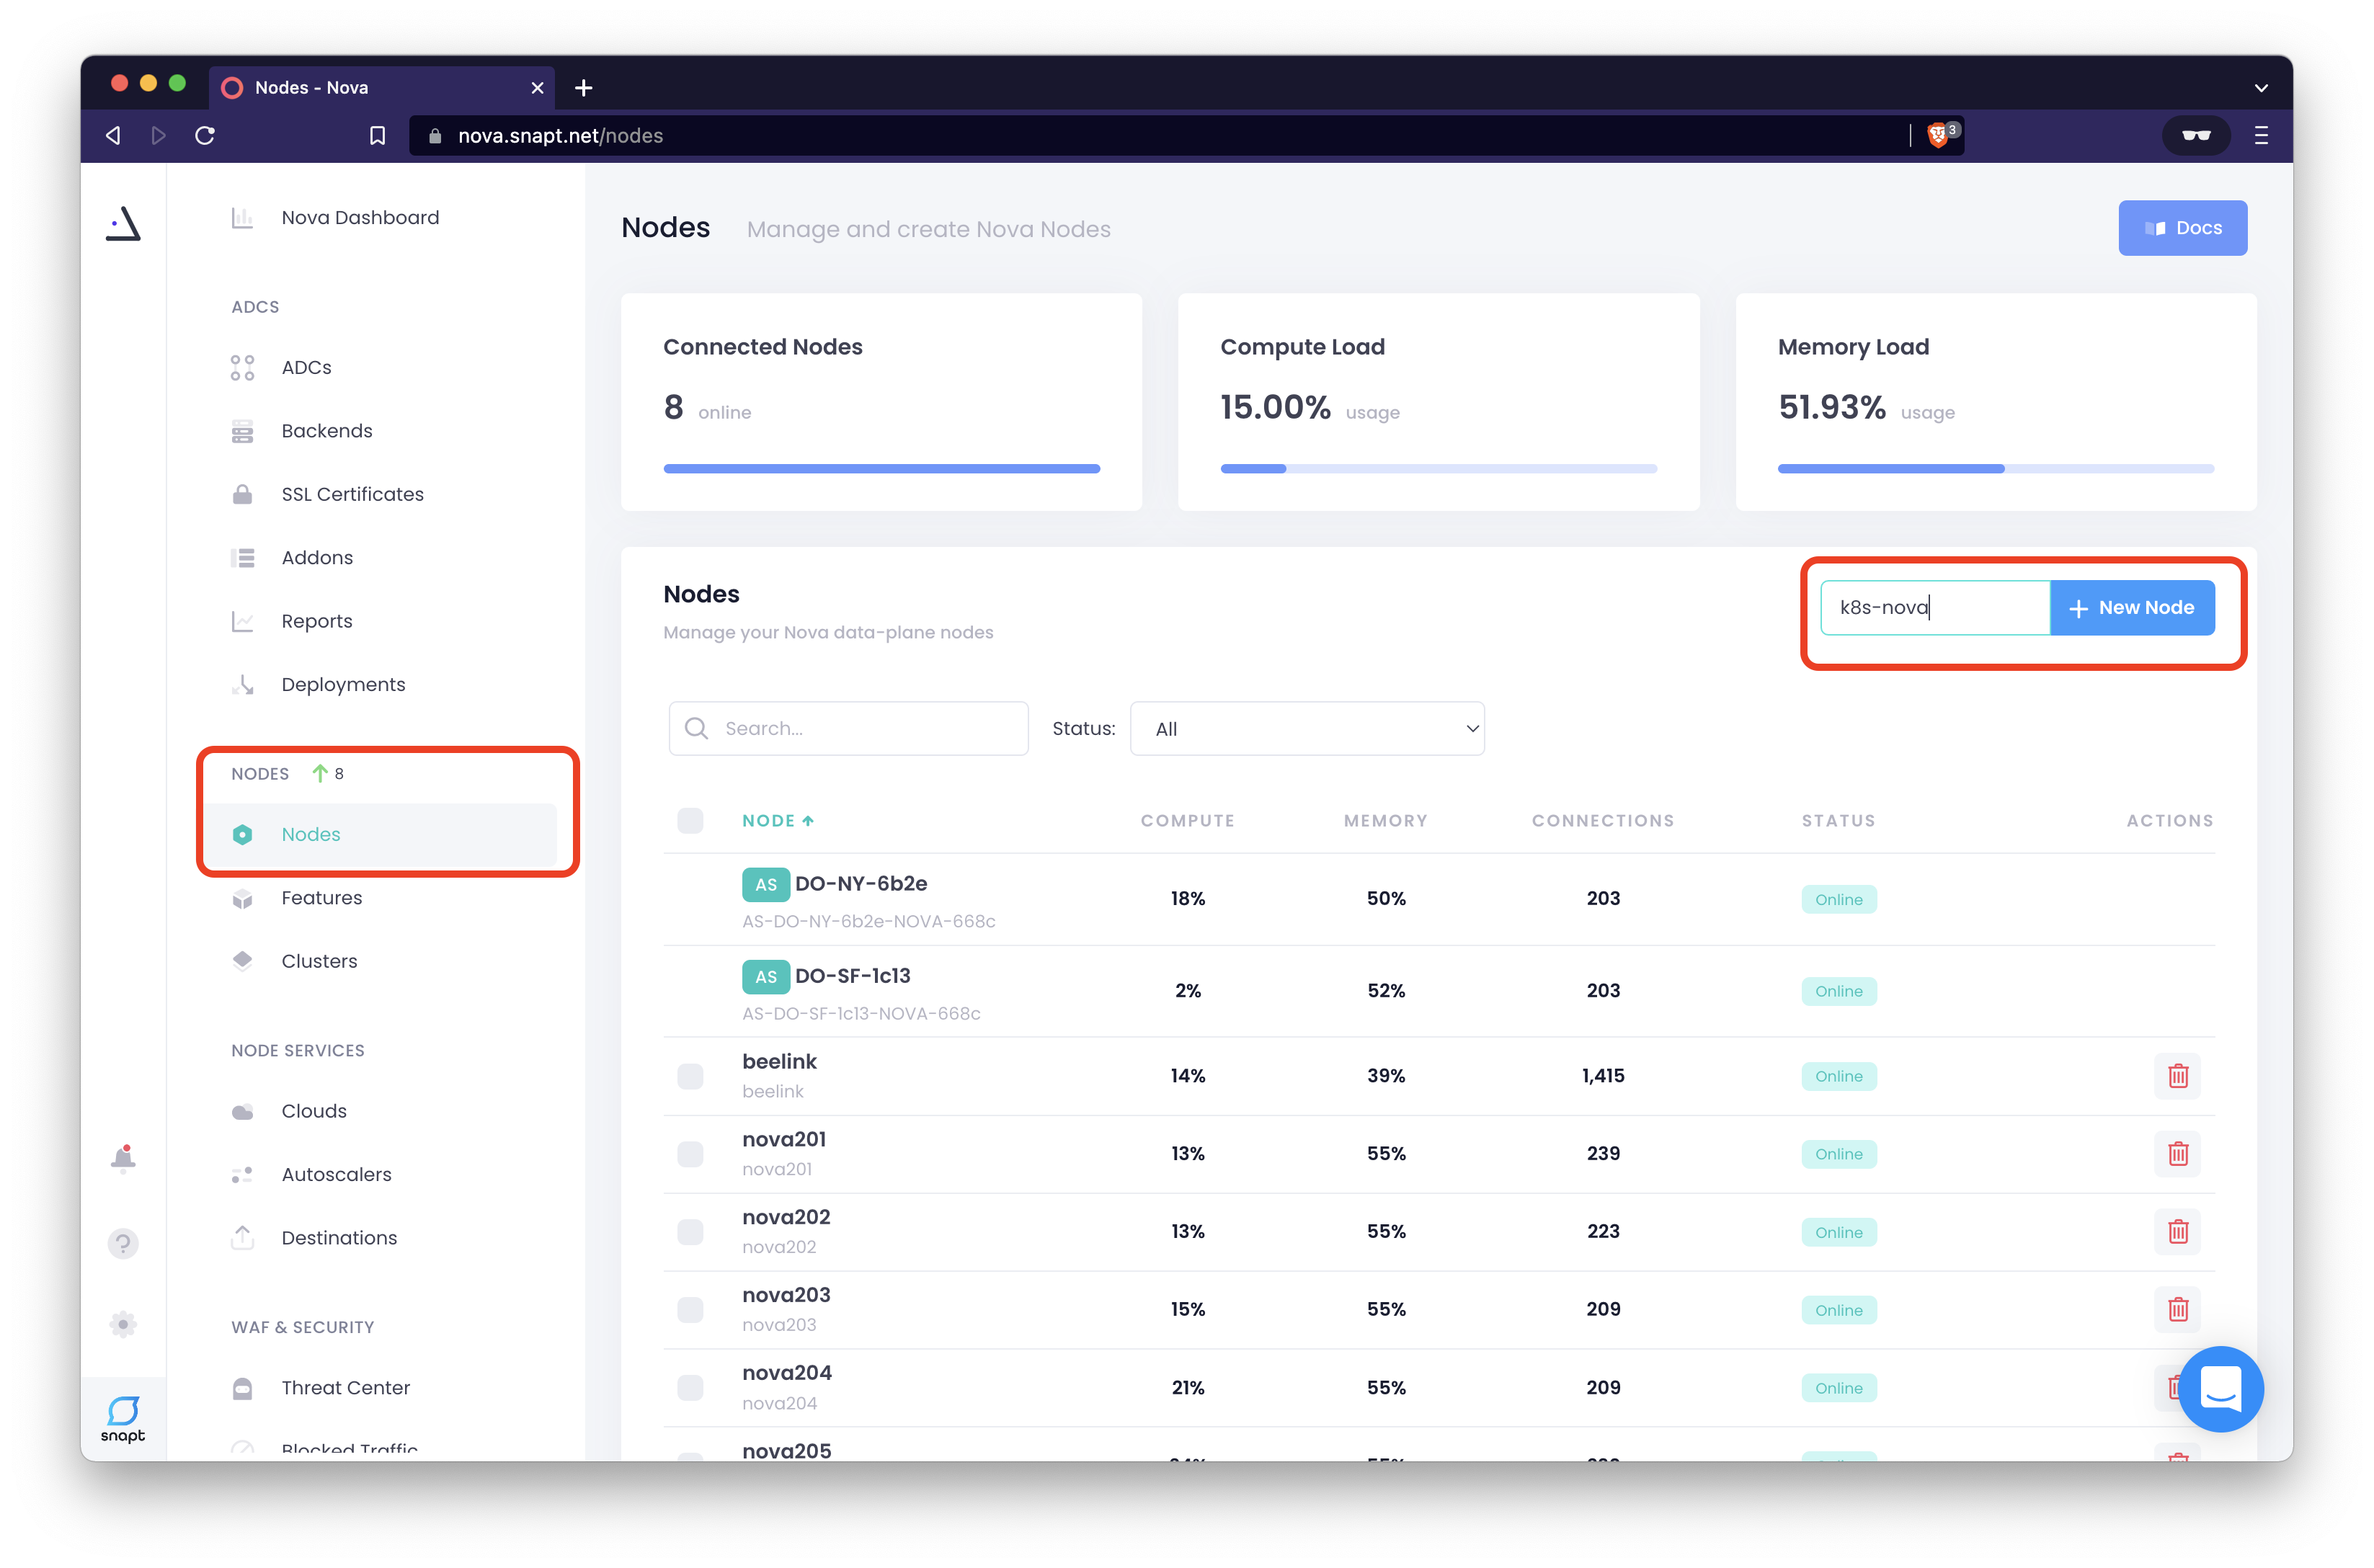 Nodes - Nova
nova.snapt.net/nodes
3
Nova Dashboard
ADCS
ADCs
Backends
SSL Certificates
Addons
Reports
Deployments
NODES 8
Nodes
Features
Clusters
NODE SERVICES
Clouds
Autoscalers
Destinations
WAF & SECURITY
Threat Center
Blocked Traffic
snapt
Nodes Manage and create Nova Nodes
Docs
Connected Nodes
8 online
Compute Load
15.00% usage
Memory Load
51.93% usage
Nodes
Manage your Nova data-plane nodes
k8s-nova
New Node
Search...
Status: All
NODE COMPUTE MEMORY CONNECTIONS STATUS ACTIONS
AS DO-NY-6b2e 18% 50% 203 Online
AS-DO-NY-6b2e-NOVA-668c
AS DO-SF-1c13 2% 52% 203 Online
AS-DO-SF-1c13-NOVA-668c
beelink 14% 39% 1,415 Online
beelink
nova201 13% 55% 239 Online
nova201
nova202 13% 55% 223 Online
nova202
nova203 15% 55% 209 Online
nova203
nova204 21% 55% 209 Online
nova204
nova205